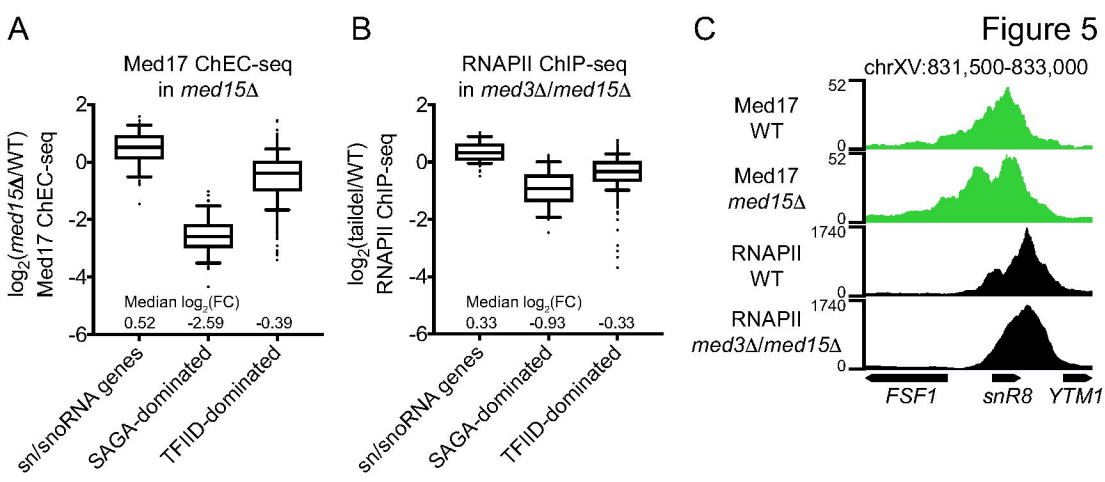 Figure 5
A
Med17 ChEC-seq
in med15Δ
log2(med15Δ/WT)
Med17 ChEC-seq
2
0
-2
-4
-6
Median log2(FC)
0.52 -2.59 -0.39
sn/snoRNA genes
SAGA-dominated
TFIID-dominated
B
RNAPII ChIP-seq
in med3Δ/med15Δ
log2(taildel/WT)
RNAPII ChIP-seq
2
0
-2
-4
-6
Median log2(FC)
0.33 -0.93 -0.33
sn/snoRNA genes
SAGA-dominated
TFIID-dominated
C
chrXV:831,500-833,000
Med17
WT
52
0
Med17
med15Δ
52
0
RNAPII
WT
1740
0
RNAPII
med3Δ/med15Δ
1740
0
FSF1 snR8 YTM1